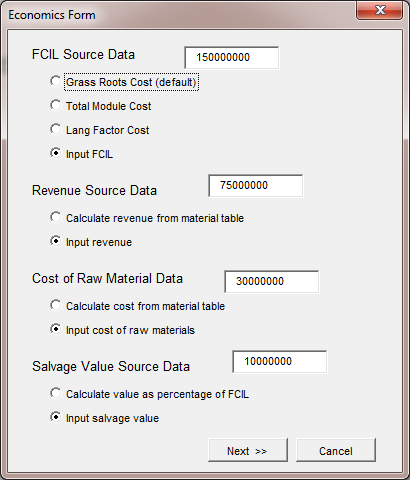 Economics Form
FCIL Source Data 150000000
Grass Roots Cost (default)
Total Module Cost
Lang Factor Cost
Input FCIL
Revenue Source Data 75000000
Calculate revenue from material table
Input revenue
Cost of Raw Material Data 30000000
Calculate cost from material table
Input cost of raw materials
Salvage Value Source Data 10000000
Calculate value as percentage of FCIL
Input salvage value
Next >> Cancel